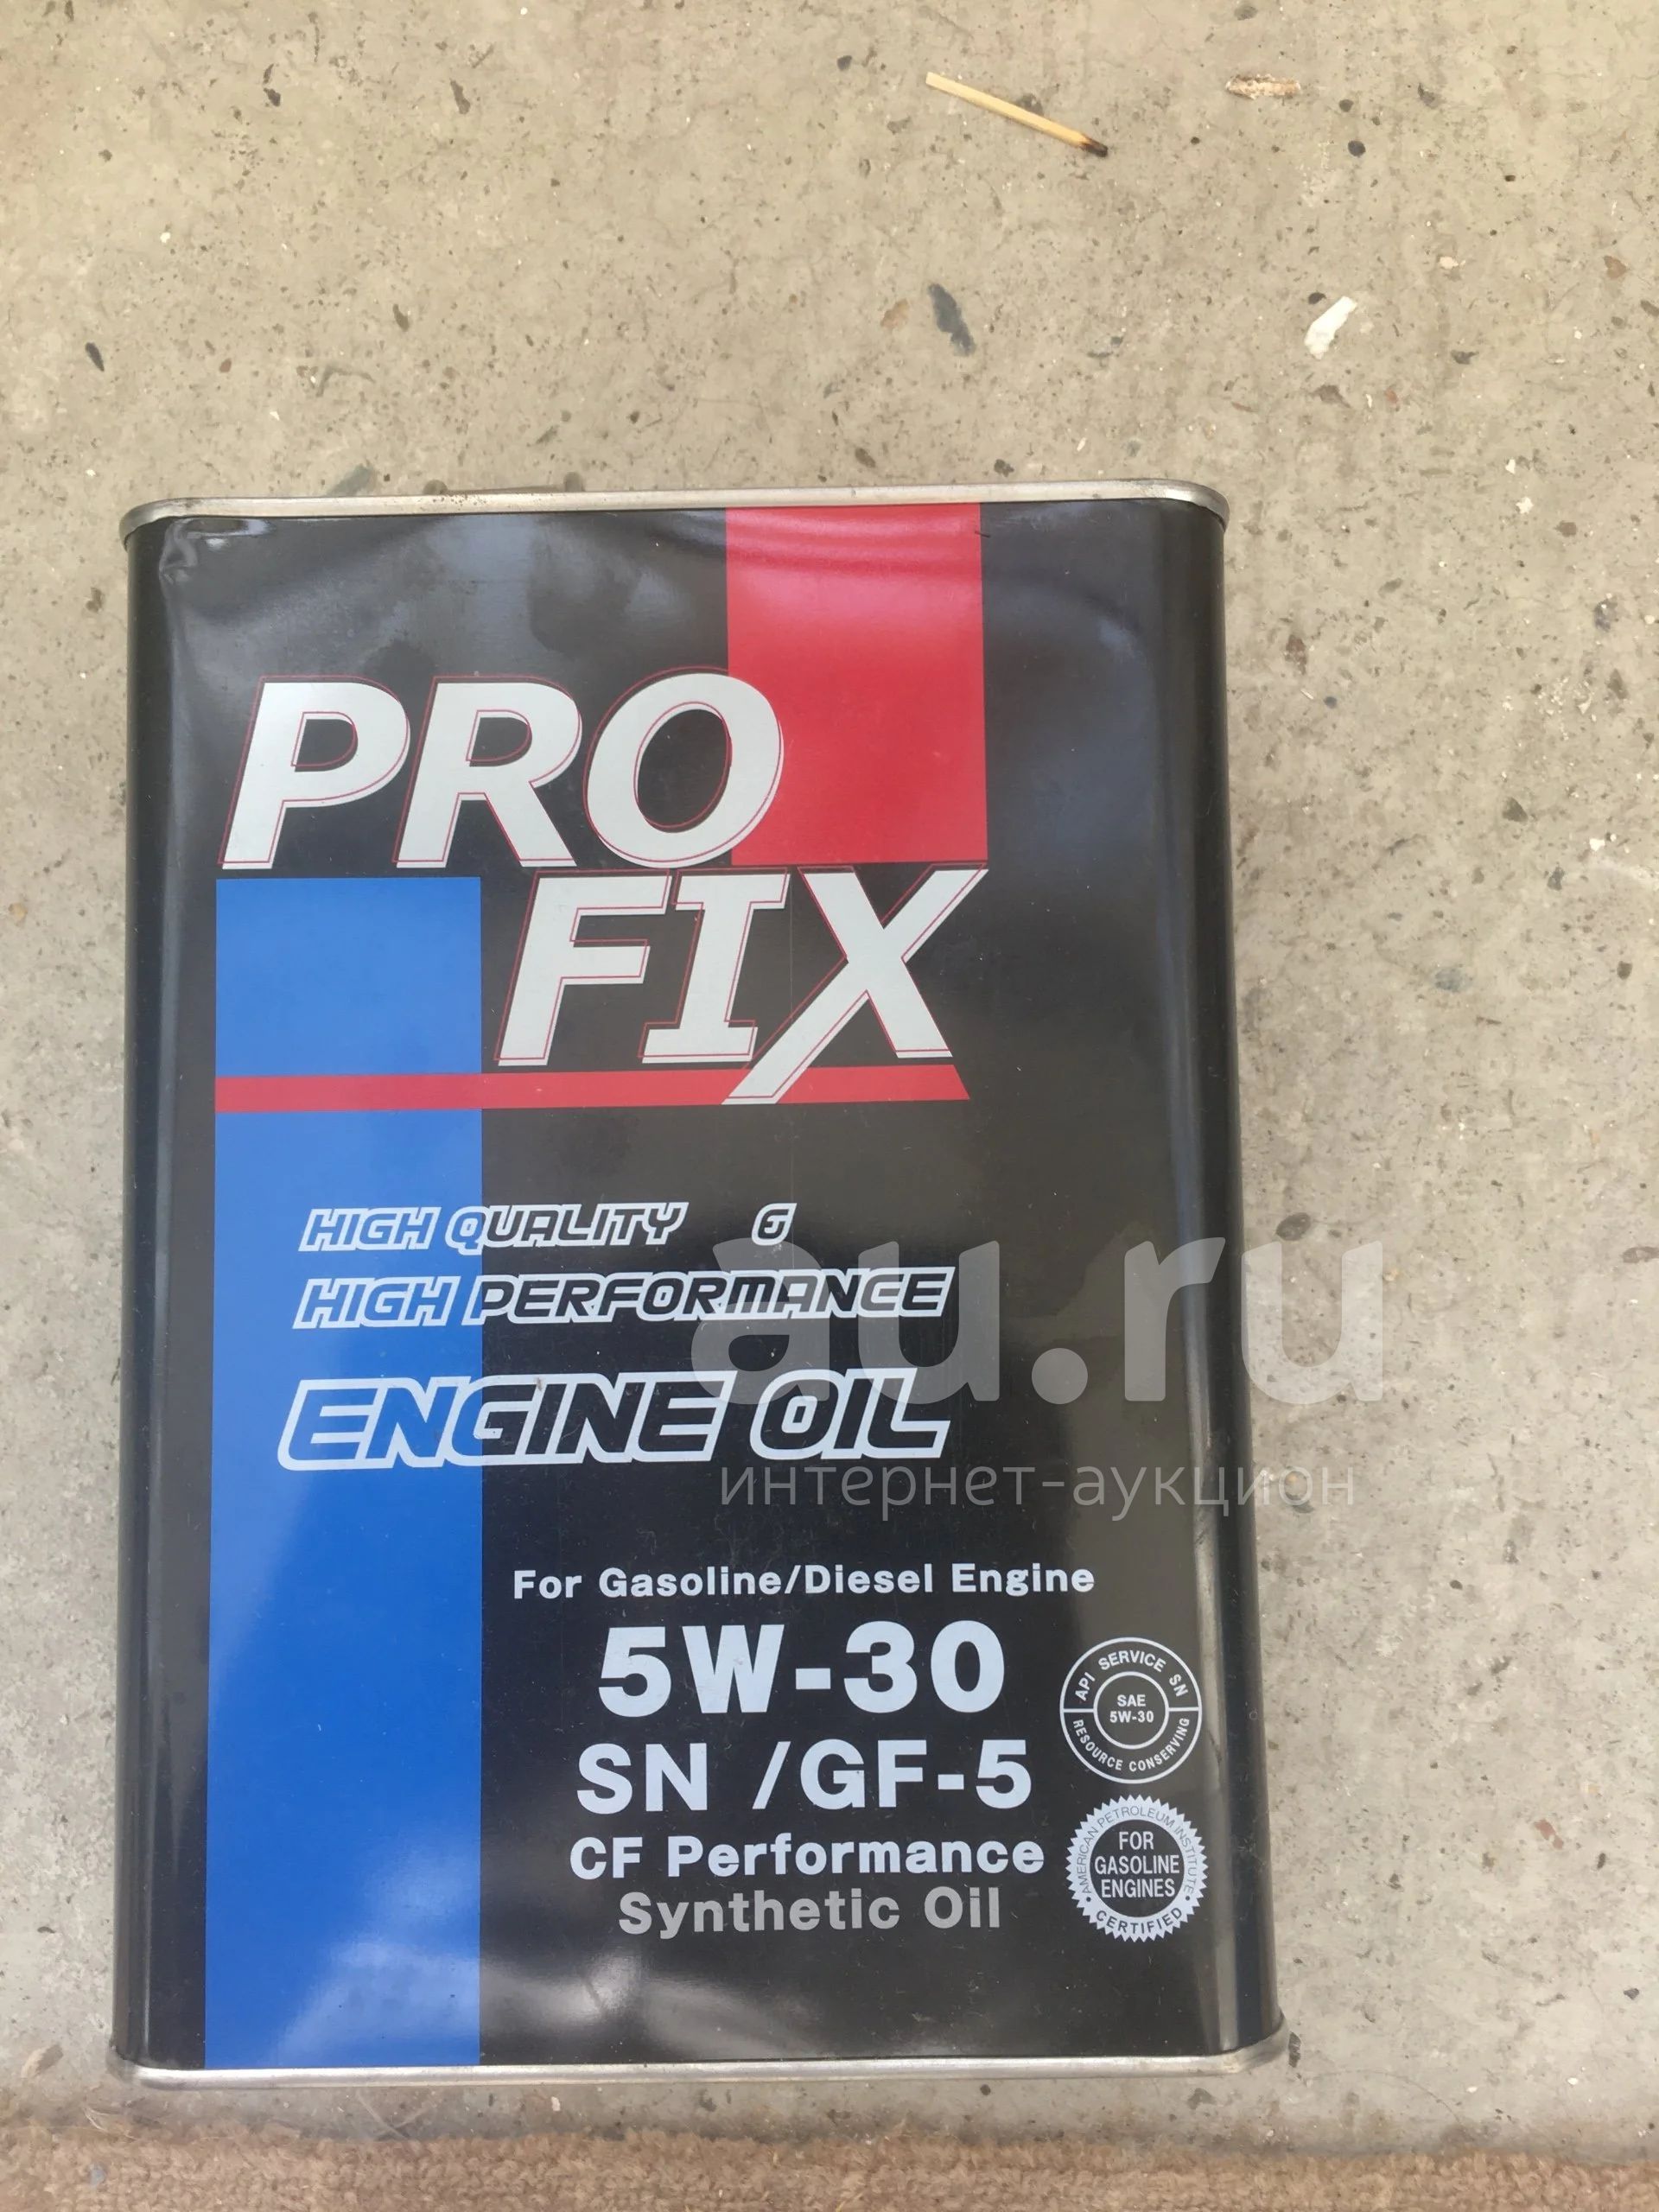 PRO
FIX
HIGH QUALITY &
HIGH PERFORMANCE
ENGINE OIL
au.ru
интернет-аукцион
For Gasoline/Diesel Engine
5W-30
SN /GF-5
CF Performance
Synthetic Oil
API SERVICE SN
SAE
5W-30
RESOURCE CONSERVING
AMERICAN PETROLEUM INSTITUTE
FOR
GASOLINE
ENGINES
CERTIFIED